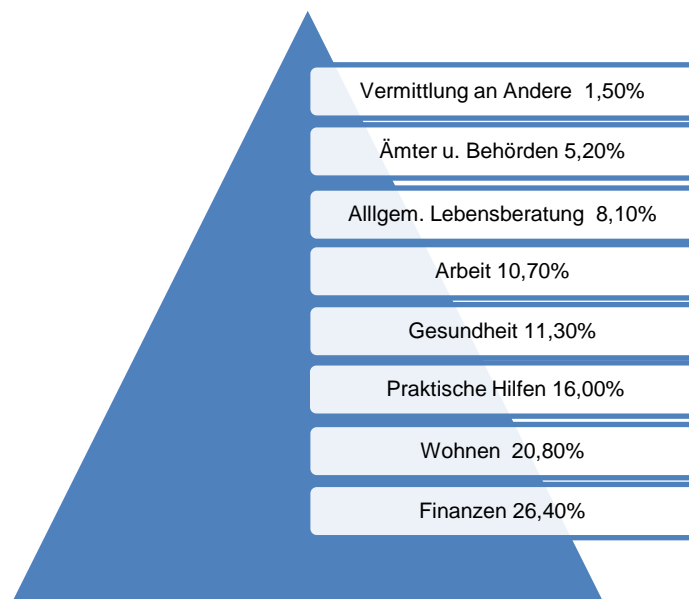 Vermittlung an Andere 1,50%
Ämter u. Behörden 5,20%
Alllgem. Lebensberatung 8,10%
Arbeit 10,70%
Gesundheit 11,30%
Praktische Hilfen 16,00%
Wohnen 20,80%
Finanzen 26,40%